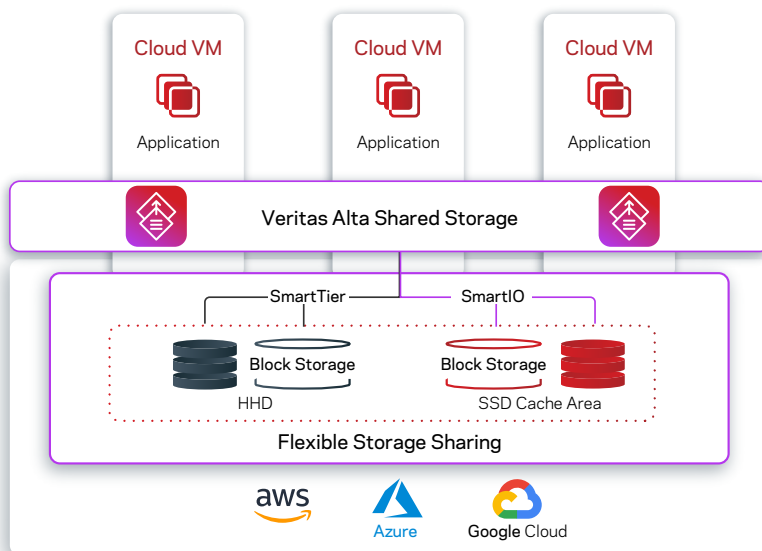 Cloud VM
Cloud VM
Cloud VM
Application
Application
Application
Veritas Alta Shared Storage
SmartTier
SmartIO
Block Storage
Block Storage
HHD
SSD Cache Area
Flexible Storage Sharing
aws
Azure
Google Cloud